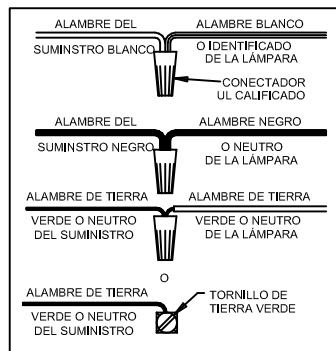 ALAMBRE DEL
SUMINSTRO BLANCO
ALAMBRE BLANCO
O IDENTIFICADO
DE LA LÁMPARA
CONECTADOR
UL CALIFICADO
ALAMBRE DEL
SUMINSTRO NEGRO
ALAMBRE NEGRO
O NEUTRO
DE LA LÁMPARA
ALAMBRE DE TIERRA
VERDE O NEUTRO
DEL SUMINISTRO
ALAMBRE DE TIERRA
VERDE O NEUTRO
DE LA LÁMPARA
O
ALAMBRE DE TIERRA
VERDE O NEUTRO
DEL SUMINISTRO
TORNILLO DE
TIERRA VERDE